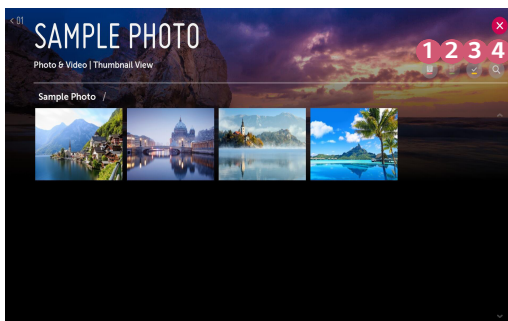 < 01
SAMPLE PHOTO
1 2 3 4
Photo & Video | Thumbnail View
Sample Photo /